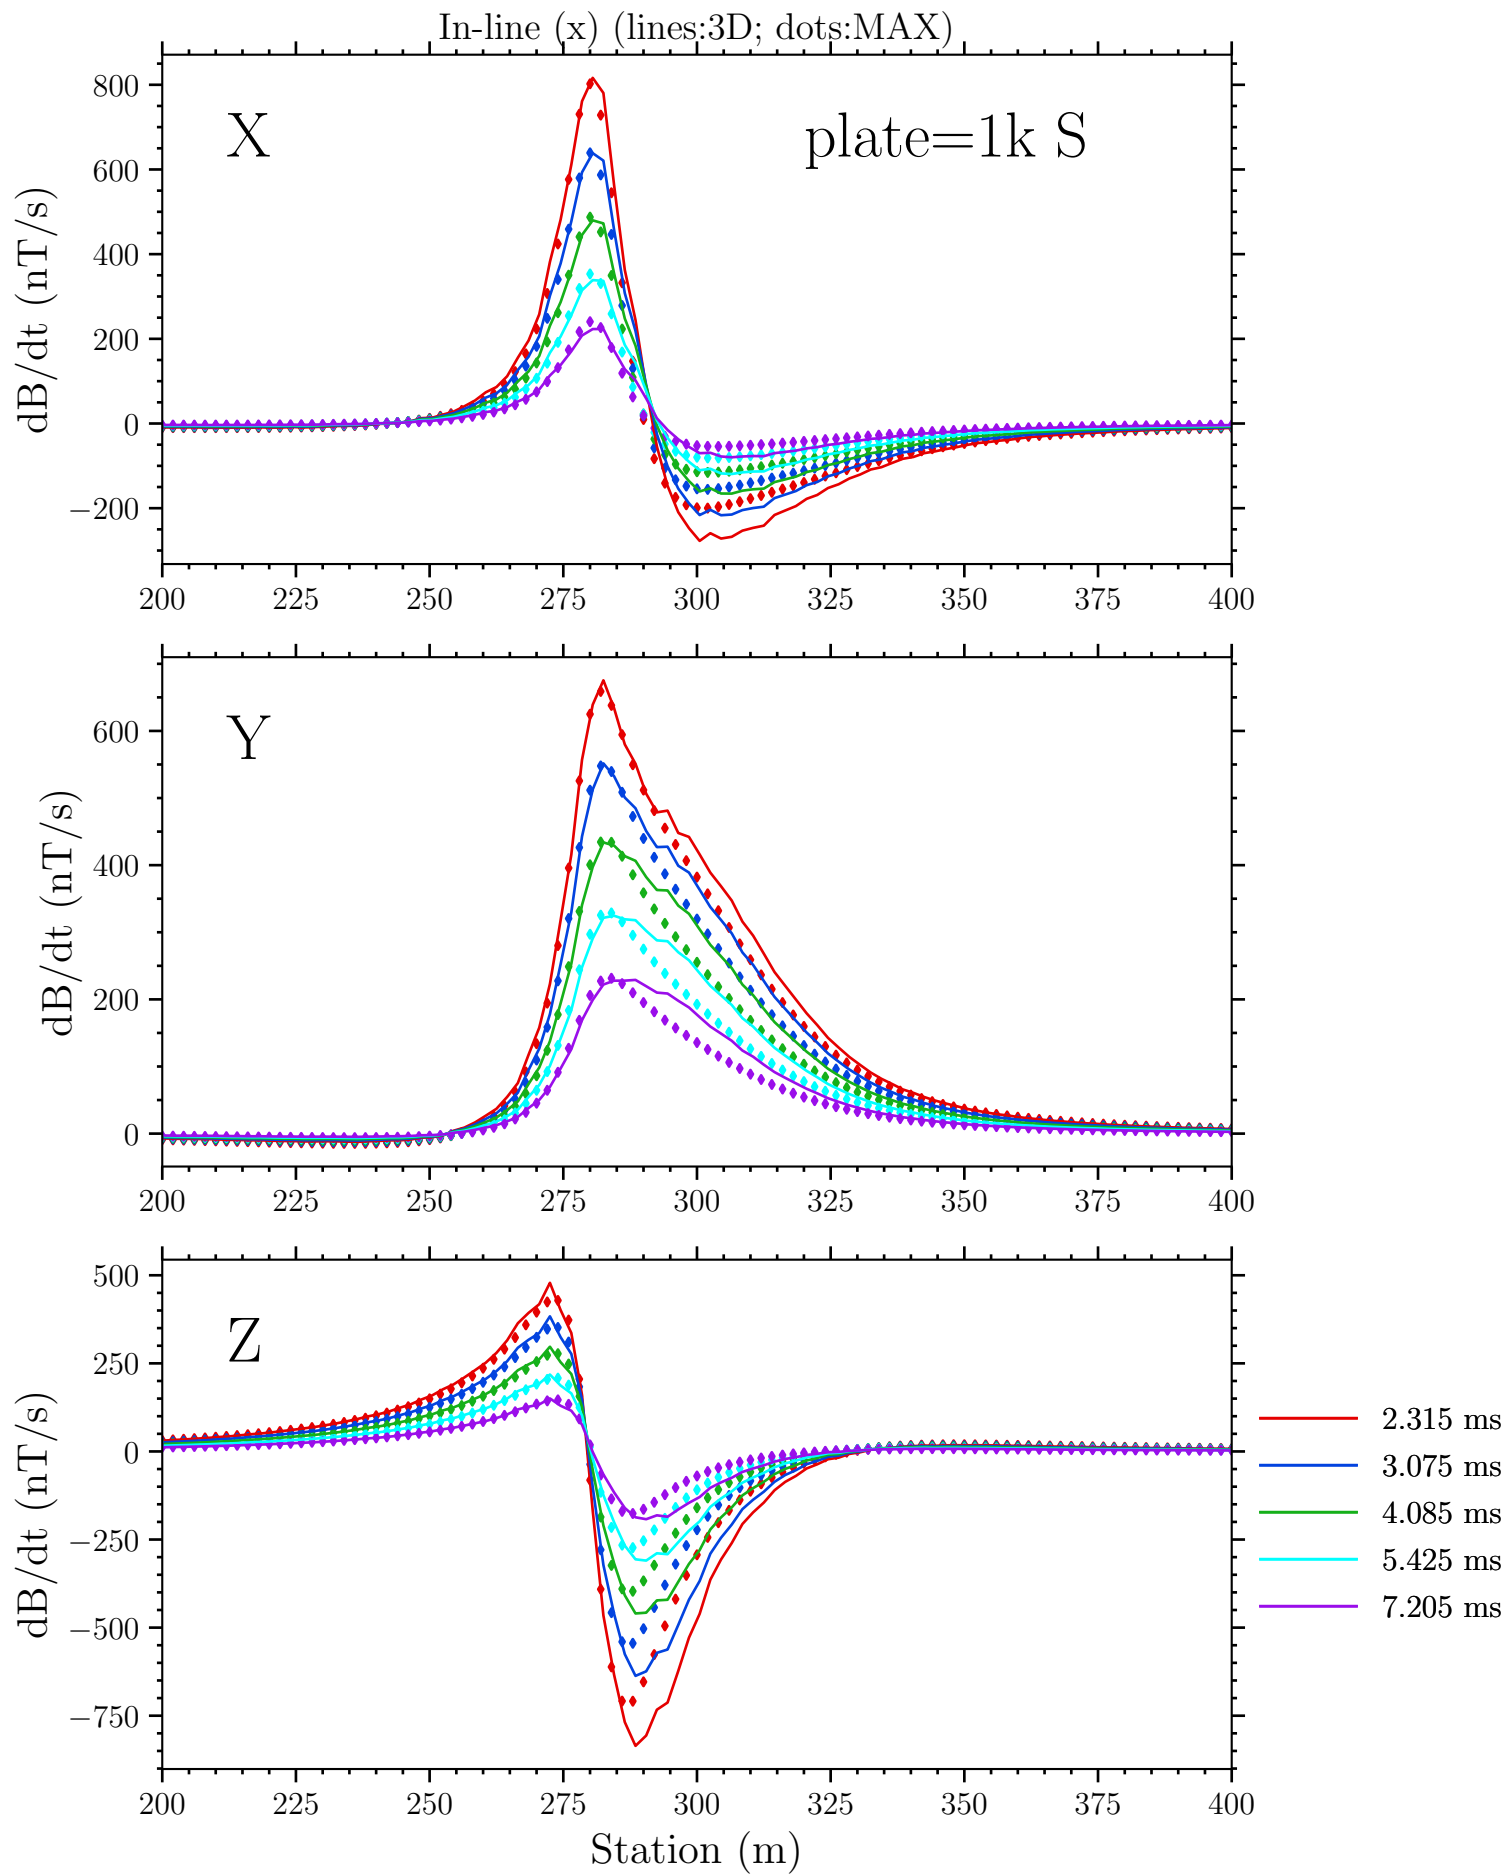 In-line (x) (lines:3D; dots:MAX)
X
plate=1k S
dB/dt (nT/s)
800
600
400
200
0
−200
200 225 250 275 300 325 350 375 400
Y
dB/dt (nT/s)
600
400
200
0
200 225 250 275 300 325 350 375 400
Z
dB/dt (nT/s)
500
250
0
−250
−500
−750
200 225 250 275 300 325 350 375 400
Station (m)
2.315 ms
3.075 ms
4.085 ms
5.425 ms
7.205 ms